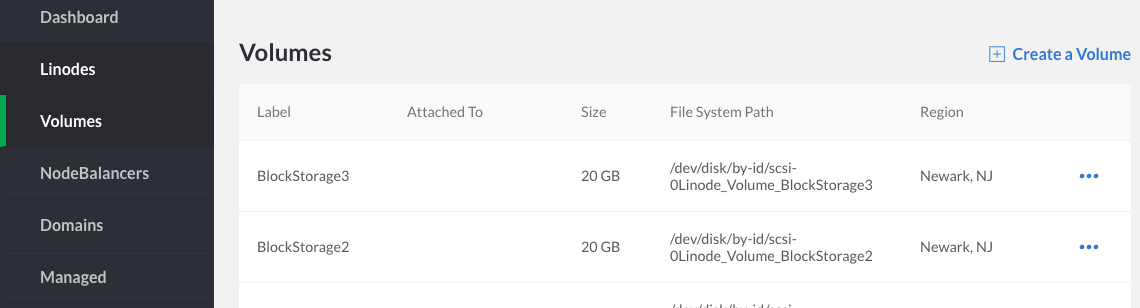 Dashboard
Linodes
Volumes
NodeBalancers
Domains
Managed
Volumes
Create a Volume
Label Attached To Size File System Path Region
BlockStorage3 20 GB /dev/disk/by-id/scsi-
0Linode_Volume_BlockStorage3 Newark, NJ
BlockStorage2 20 GB /dev/disk/by-id/scsi-
0Linode_Volume_BlockStorage2 Newark, NJ